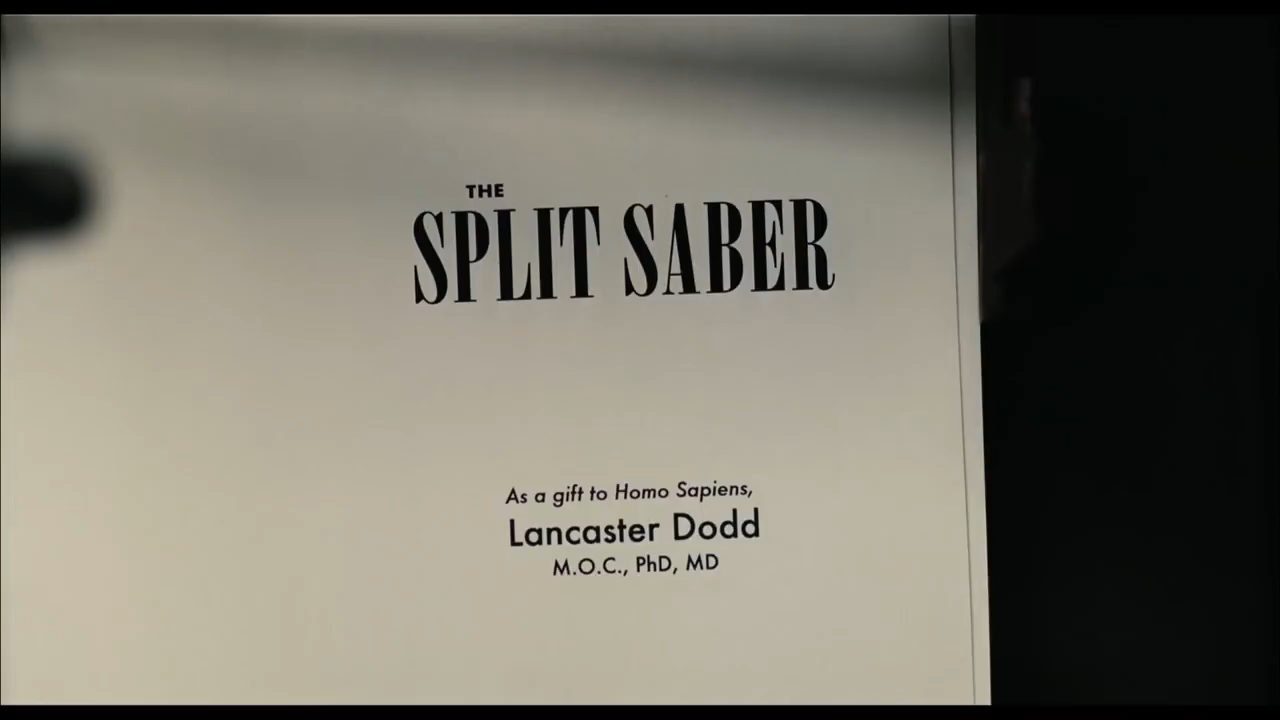 THE
SPLIT SABER
As a gift to Homo Sapiens,
Lancaster Dodd
M.O.C., PhD, MD